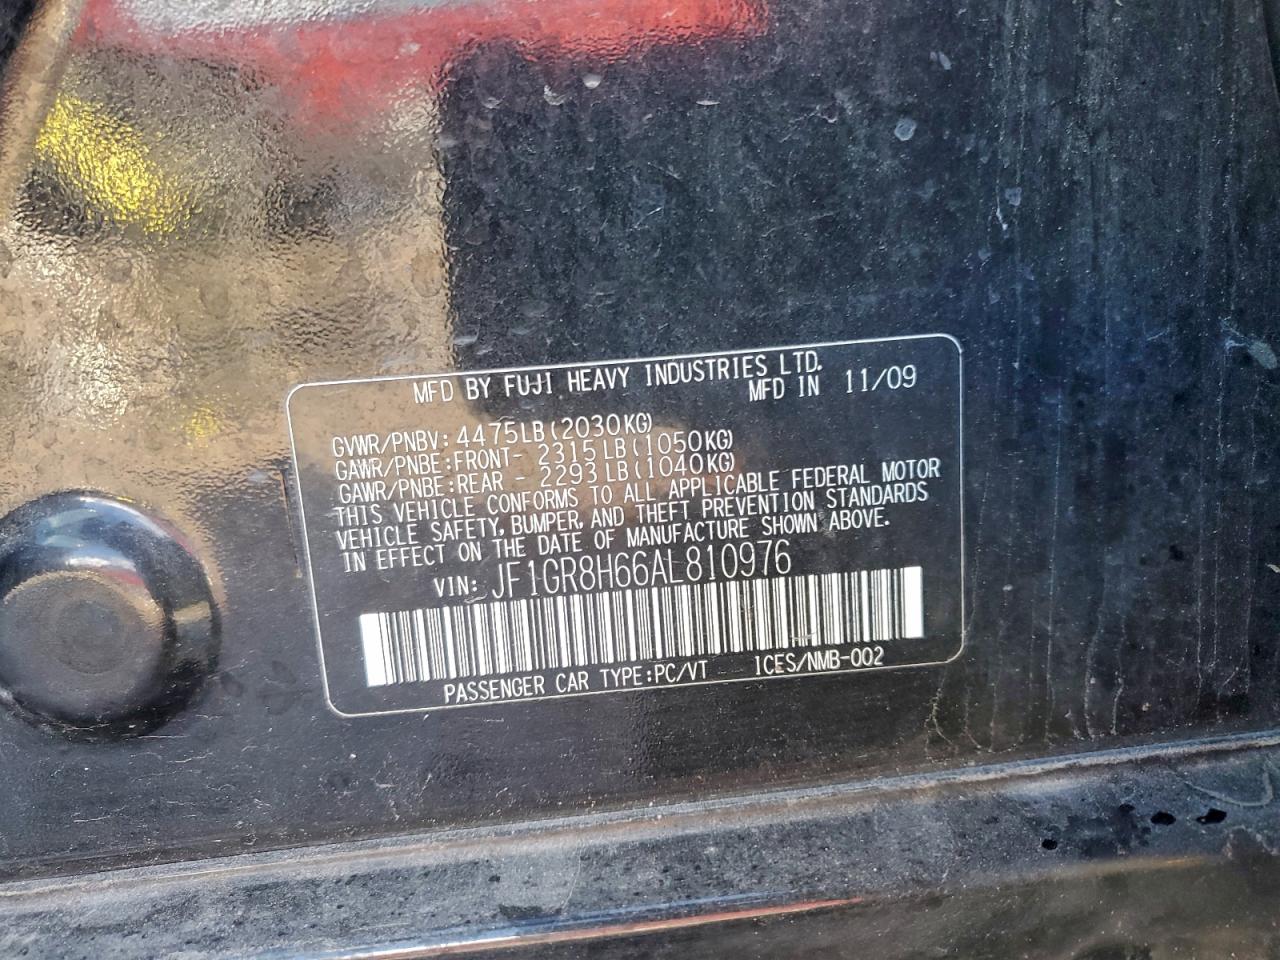 MFD BY FUJI HEAVY INDUSTRIES LTD.
MFD IN 11/09
GVWR/PNBV: 4475LB(2030KG)
GAWR/PNBE:FRONT- 2315LB(1050KG)
GAWR/PNBE:REAR - 2293LB(1040KG)
THIS VEHICLE CONFORMS TO ALL APPLICABLE FEDERAL MOTOR
VEHICLE SAFETY, BUMPER, AND THEFT PREVENTION STANDARDS
IN EFFECT ON THE DATE OF MANUFACTURE SHOWN ABOVE.
VIN: JF1GR8H66AL810976
PASSENGER CAR TYPE:PC/VT ICES/NMB-002